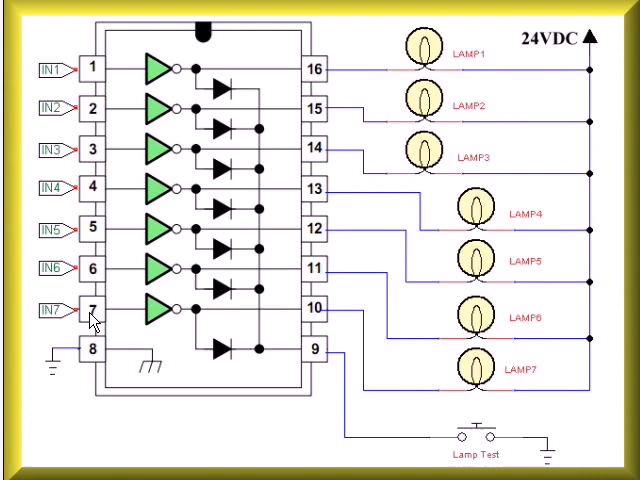 24VDC
IN1 1 16 LAMP1
IN2 2 15 LAMP2
IN3 3 14 LAMP3
IN4 4 13 LAMP4
IN5 5 12 LAMP5
IN6 6 11 LAMP6
IN7 7 10 LAMP7
8 9
Lamp Test